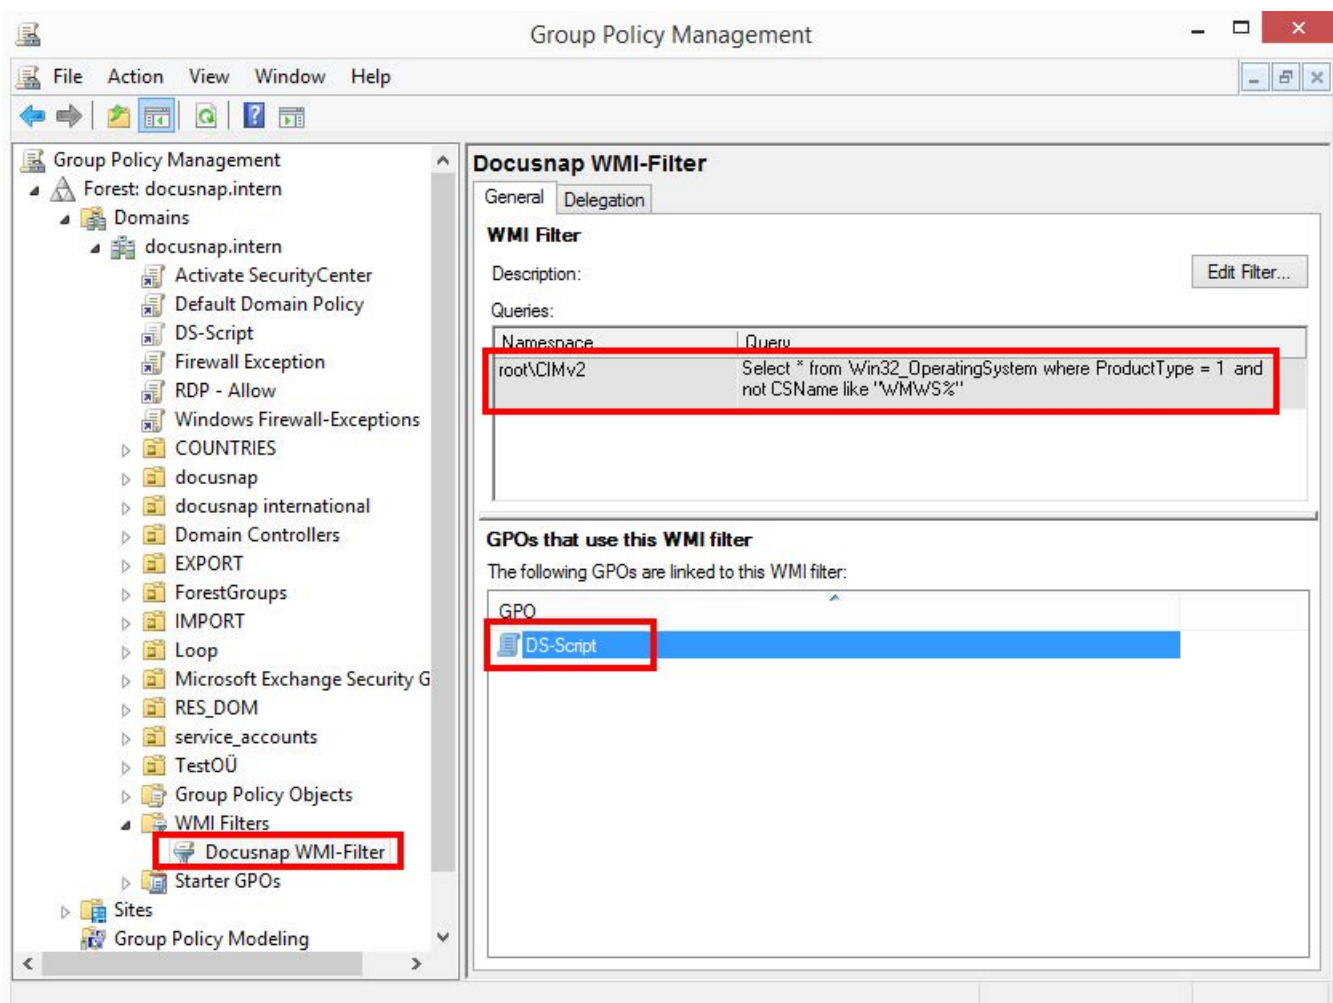 Group Policy Management
File Action View Window Help
Group Policy Management
Forest: docusnap.intern
Domains
docusnap.intern
Activate SecurityCenter
Default Domain Policy
DS-Script
Firewall Exception
RDP - Allow
Windows Firewall-Exceptions
COUNTRIES
docusnap
docusnap international
Domain Controllers
EXPORT
ForestGroups
IMPORT
Loop
Microsoft Exchange Security G
RES_DOM
service_accounts
TestOÜ
Group Policy Objects
WMI Filters
Docusnap WMI-Filter
Starter GPOs
Sites
Group Policy Modeling
Docusnap WMI-Filter
General Delegation
WMI Filter
Description:
Edit Filter...
Queries:
Namespace Query
root\CIMv2 Select * from Win32_OperatingSystem where ProductType = 1 and
not CSName like "WMWS%"
GPOs that use this WMI filter
The following GPOs are linked to this WMI filter:
GPO
DS-Script